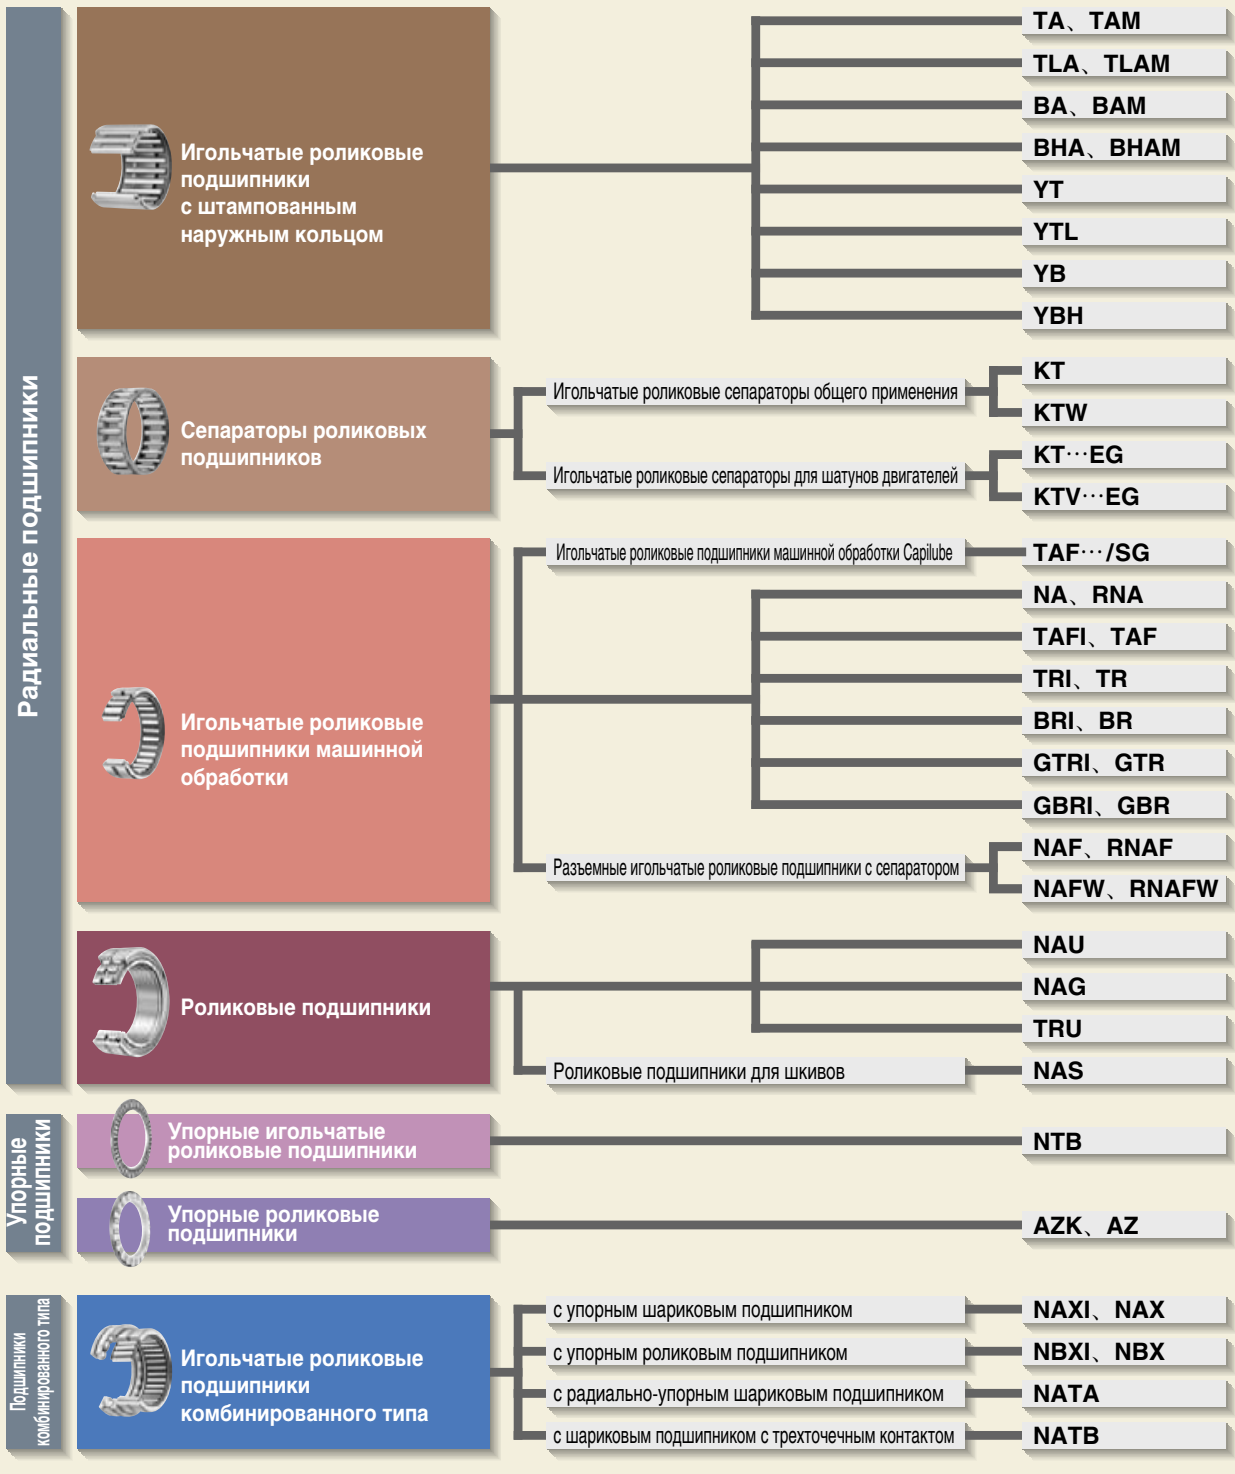 Радиальные подшипники
Игольчатые роликовые
подшипники
с штампованным
наружным кольцом
TA、TAM
TLA、TLAM
BA、BAM
BHA、BHAM
YT
YTL
YB
YBH
Сепараторы роликовых
подшипников
Игольчатые роликовые сепараторы общего применения
KT
KTW
Игольчатые роликовые сепараторы для шатунов двигателей
KT···EG
KTV···EG
Игольчатые роликовые
подшипники машинной
обработки
Игольчатые роликовые подшипники машинной обработки Capilube
TAF···/SG
NA、RNA
TAFI、TAF
TRI、TR
BRI、BR
GTRI、GTR
GBRI、GBR
Разъемные игольчатые роликовые подшипники с сепаратором
NAF、RNAF
NAFW、RNAFW
Роликовые подшипники
NAU
NAG
TRU
Роликовые подшипники для шкивов
NAS
Упорные
подшипники
Упорные игольчатые
роликовые подшипники
NTB
Упорные роликовые
подшипники
AZK、AZ
Подшипники
комбинированного типа
Игольчатые роликовые
подшипники
комбинированного типа
с упорным шариковым подшипником
NAXI、NAX
с упорным роликовым подшипником
NBXI、NBX
с радиально-упорным шариковым подшипником
NATA
с шариковым подшипником с трехточечным контактом
NATB